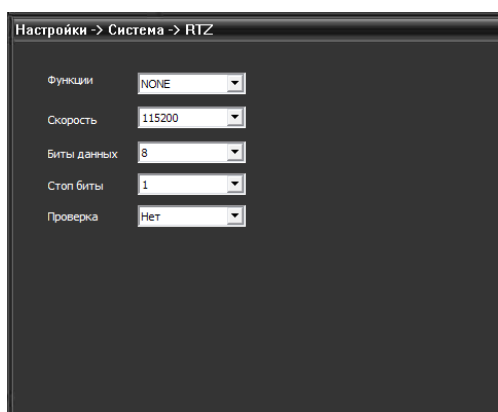 Настройки -> Система -> RTZ
Функции NONE
Скорость 115200
Биты данных 8
Стоп биты 1
Проверка Нет